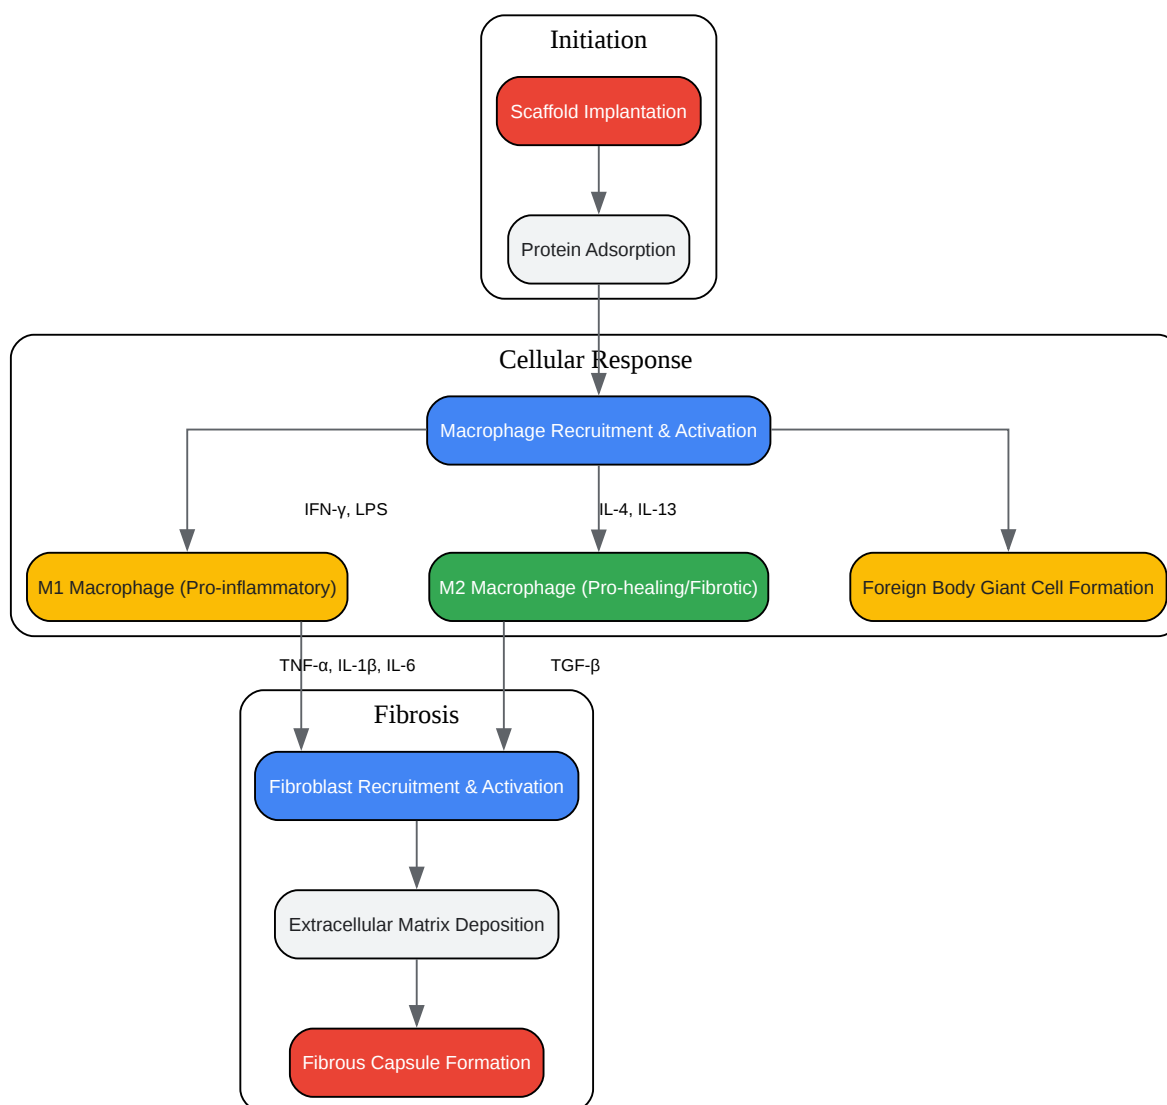 Initiation
Scaffold Implantation
Protein Adsorption
Cellular Response
Macrophage Recruitment & Activation
IFN-γ, LPS
IL-4, IL-13
M1 Macrophage (Pro-inflammatory)
M2 Macrophage (Pro-healing/Fibrotic)
Foreign Body Giant Cell Formation
TNF-α, IL-1β, IL-6
TGF-β
Fibrosis
Fibroblast Recruitment & Activation
Extracellular Matrix Deposition
Fibrous Capsule Formation